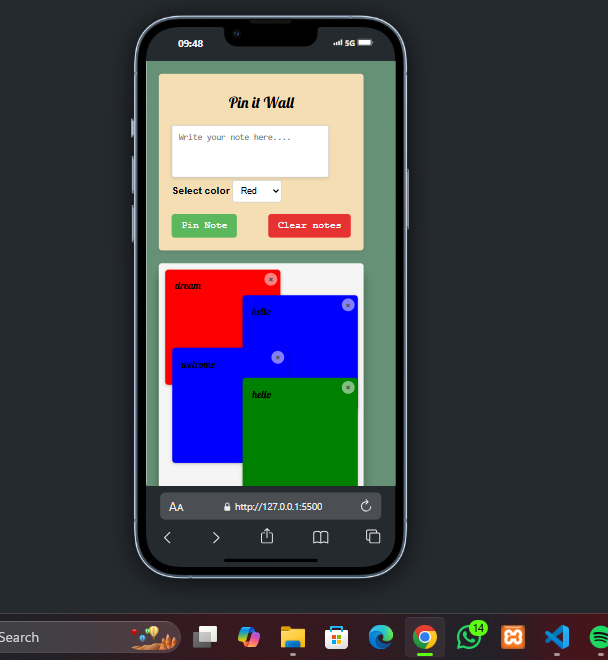 09:48
5G
Pin it Wall
Write your note here....
Select color Red
Pin Note Clear notes
dream
hello
welcome
hello
AA
http://127.0.0.1:5500
Search
14